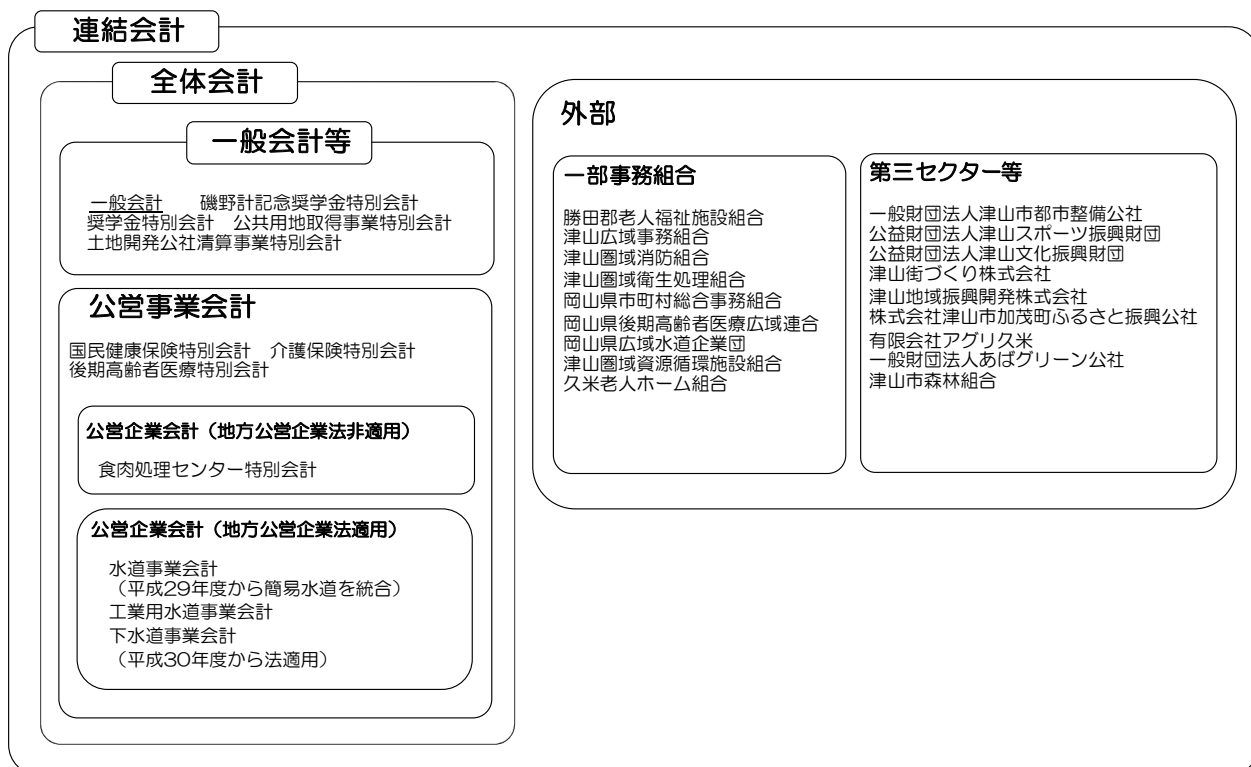 連結会計
全体会計
一般会計等
一般会計　　磯野計記念奨学金特別会計
奨学金特別会計　公共用地取得事業特別会計
土地開発公社清算事業特別会計
公営事業会計
国民健康保険特別会計　介護保険特別会計
後期高齢者医療特別会計
公営企業会計（地方公営企業法非適用）
食肉処理センター特別会計
公営企業会計（地方公営企業法適用）
水道事業会計
（平成29年度から簡易水道を統合）
工業用水道事業会計
下水道事業会計
（平成30年度から法適用）
外部
一部事務組合
勝田郡老人福祉施設組合
津山広域事務組合
津山圏域消防組合
津山圏域衛生処理組合
岡山県市町村総合事務組合
岡山県後期高齢者医療広域連合
岡山県広域水道企業団
津山圏域資源循環施設組合
久米老人ホーム組合
第三セクター等
一般財団法人津山市都市整備公社
公益財団法人津山スポーツ振興財団
公益財団法人津山文化振興財団
津山街づくり株式会社
津山地域振興開発株式会社
株式会社津山市加茂町ふるさと振興公社
有限会社アグリ久米
一般財団法人あばグリーン公社
津山市森林組合